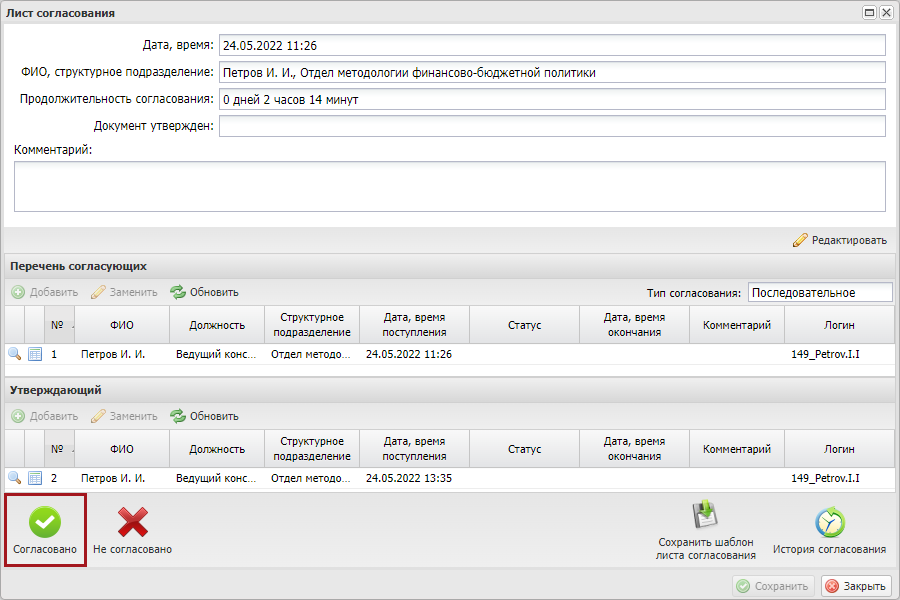 Лист согласования
Дата, время: 24.05.2022 11:26
ФИО, структурное подразделение: Петров И. И., Отдел методологии финансово-бюджетной политики
Продолжительность согласования: 0 дней 2 часов 14 минут
Документ утвержден:
Комментарий:
Редактировать
Перечень согласующих
Добавить Заменить Обновить Тип согласования: Последовательное
№ ФИО Должность Структурное подразделение Дата, время поступления Статус Дата, время окончания Комментарий Логин
1 Петров И. И. Ведущий конс... Отдел методо... 24.05.2022 11:26 149_Petrov.I.I
Утверждающий
Добавить Заменить Обновить
№ ФИО Должность Структурное подразделение Дата, время поступления Статус Дата, время окончания Комментарий Логин
2 Петров И. И. Ведущий конс... Отдел методо... 24.05.2022 13:35 149_Petrov.I.I
Согласовано Не согласовано Сохранить шаблон листа согласования История согласования
Сохранить Закрыть